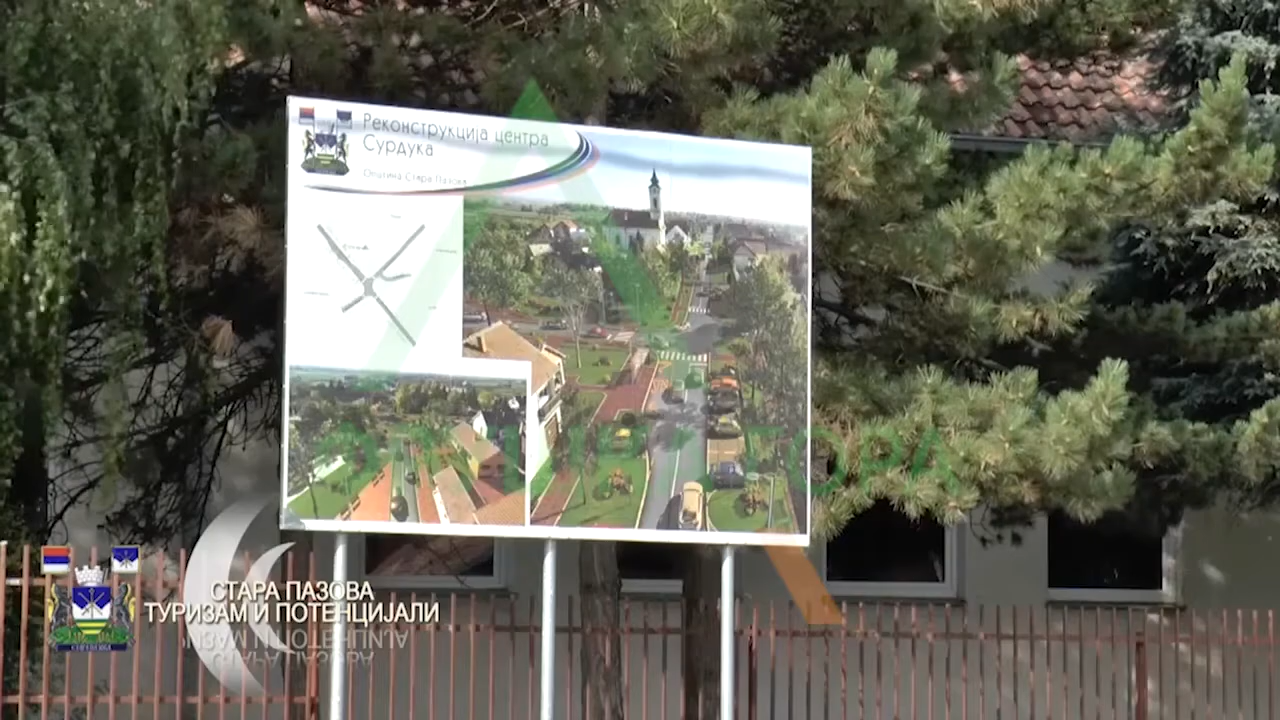 Реконструкција центра
Сурдука
Општина Стара Пазова
СТАРА ПАЗОВА
ТУРИЗАМ И ПОТЕНЦИЈАЛИ